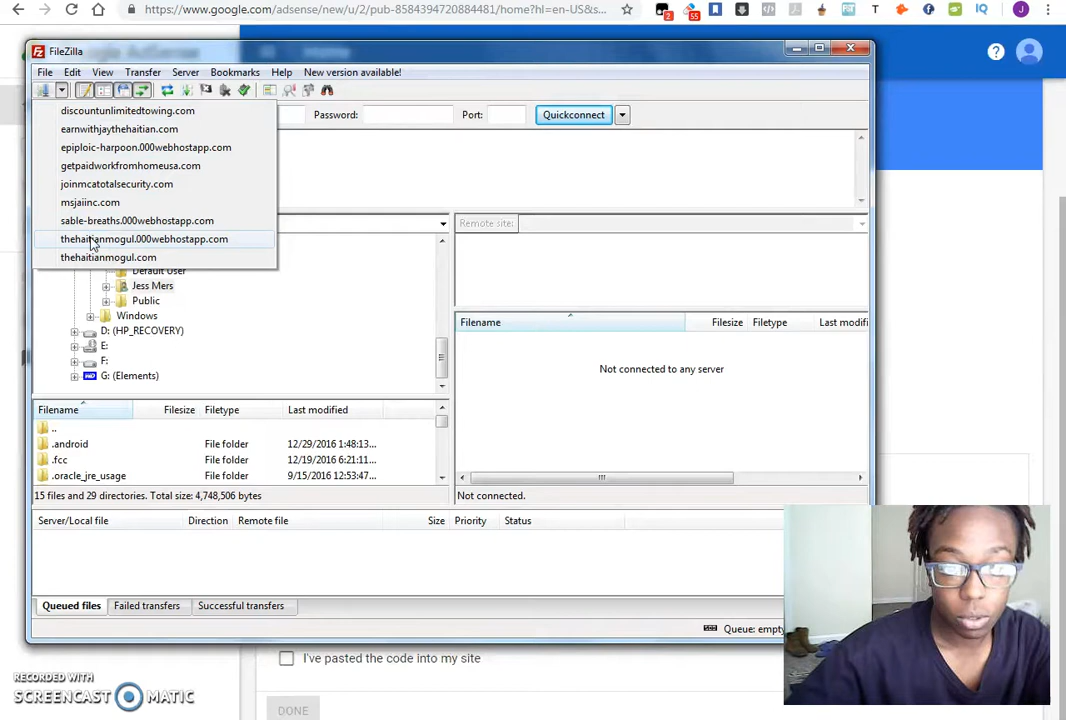 https://www.google.com/adsense/new/u/2/pub-8584394720884481/home?hl=en-US&s...
2
55
T
IQ
J
Home
?
FileZilla
File Edit View Transfer Server Bookmarks Help New version available!
Password: Port: Quickconnect
discountunlimitedtowing.com
earnwithjaythehaitian.com
epiploic-harpoon.000webhostapp.com
getpaidworkfromhomeusa.com
joinmcatotalsecurity.com
msjaiinc.com
sable-breaths.000webhostapp.com
thehaitianmogul.000webhostapp.com
thehaitianmogul.com
Remote site:
Default User
Jess Mers
Public
Windows
D: (HP_RECOVERY)
E:
F:
G: (Elements)
Filename Filesize Filetype Last modifi
Not connected to any server
Filename Filesize Filetype Last modified
..
.android File folder 12/29/2016 1:48:13...
.fcc File folder 12/19/2016 6:21:11...
.oracle_jre_usage File folder 9/15/2016 12:53:47...
15 files and 29 directories. Total size: 4,748,506 bytes
Not connected.
Server/Local file Direction Remote file Size Priority Status
Queued files Failed transfers Successful transfers
Queue: empty
I've pasted the code into my site
DONE
RECORDED WITH
SCREENCAST MATIC